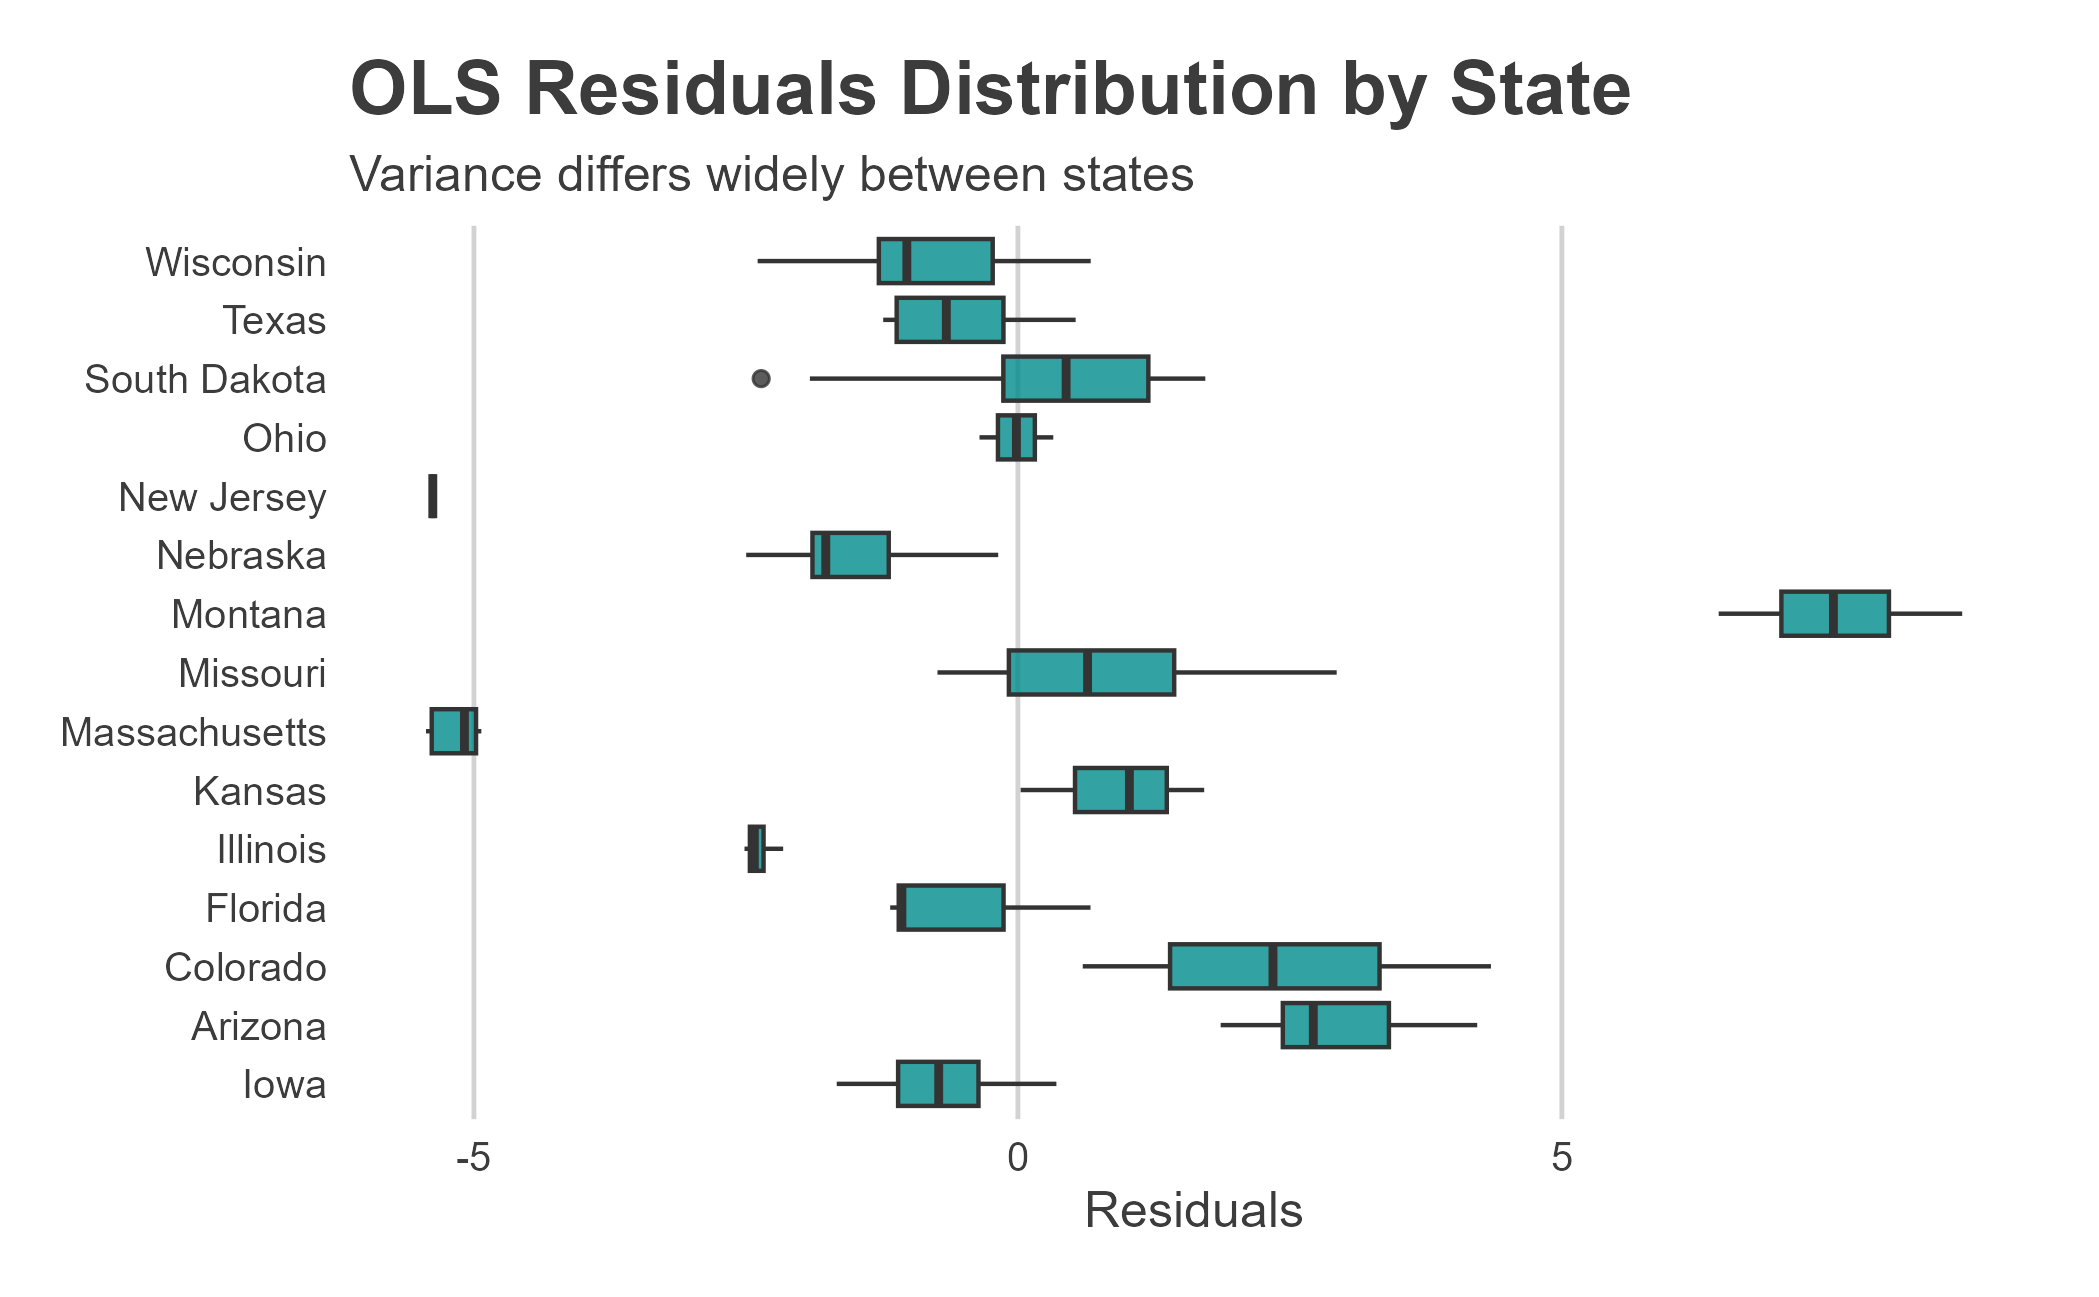 OLS Residuals Distribution by State
Variance differs widely between states
Wisconsin
Texas
South Dakota
Ohio
New Jersey
Nebraska
Montana
Missouri
Massachusetts
Kansas
Illinois
Florida
Colorado
Arizona
Iowa
-5 0 5
Residuals